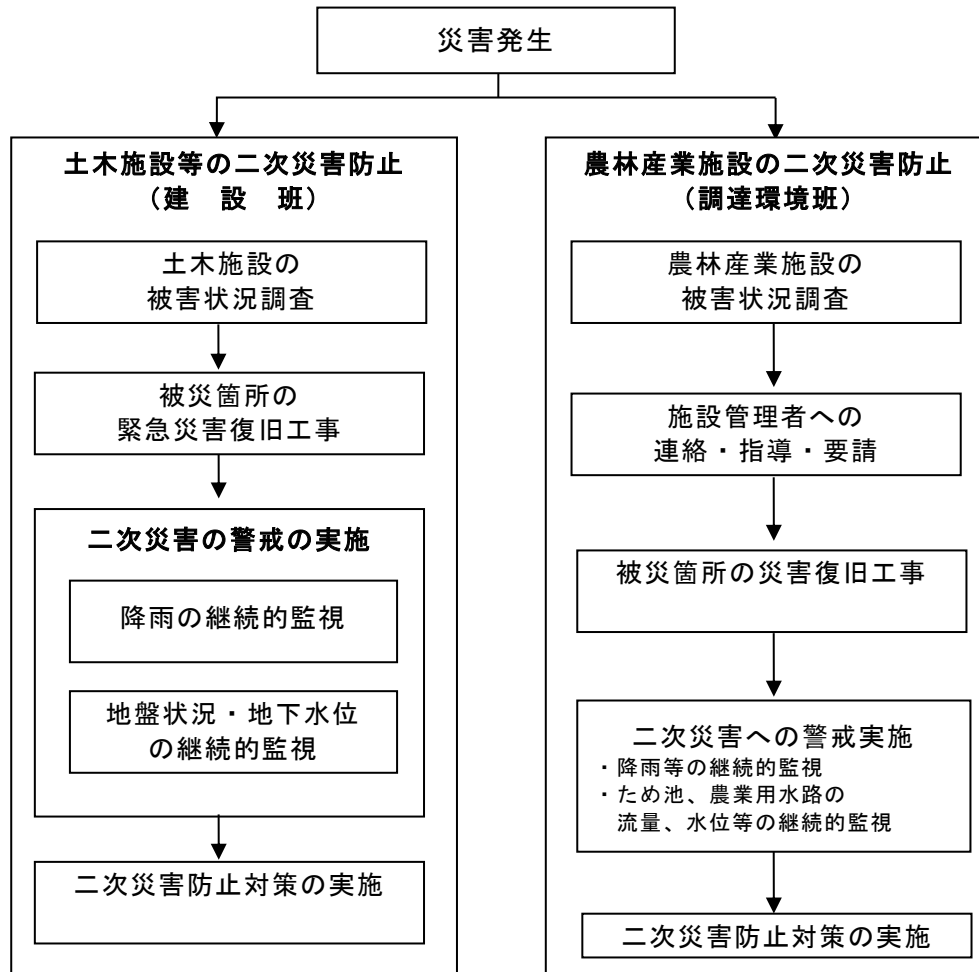 災害発生
土木施設等の二次災害防止
（建　設　班）
土木施設の
被害状況調査
被災箇所の
緊急災害復旧工事
二次災害の警戒の実施
降雨の継続的監視
地盤状況・地下水位
の継続的監視
二次災害防止対策の実施
農林産業施設の二次災害防止
（調達環境班）
農林産業施設の
被害状況調査
施設管理者への
連絡・指導・要請
被災箇所の災害復旧工事
二次災害への警戒実施
・降雨等の継続的監視
・ため池、農業用水路の
流量、水位等の継続的監視
二次災害防止対策の実施